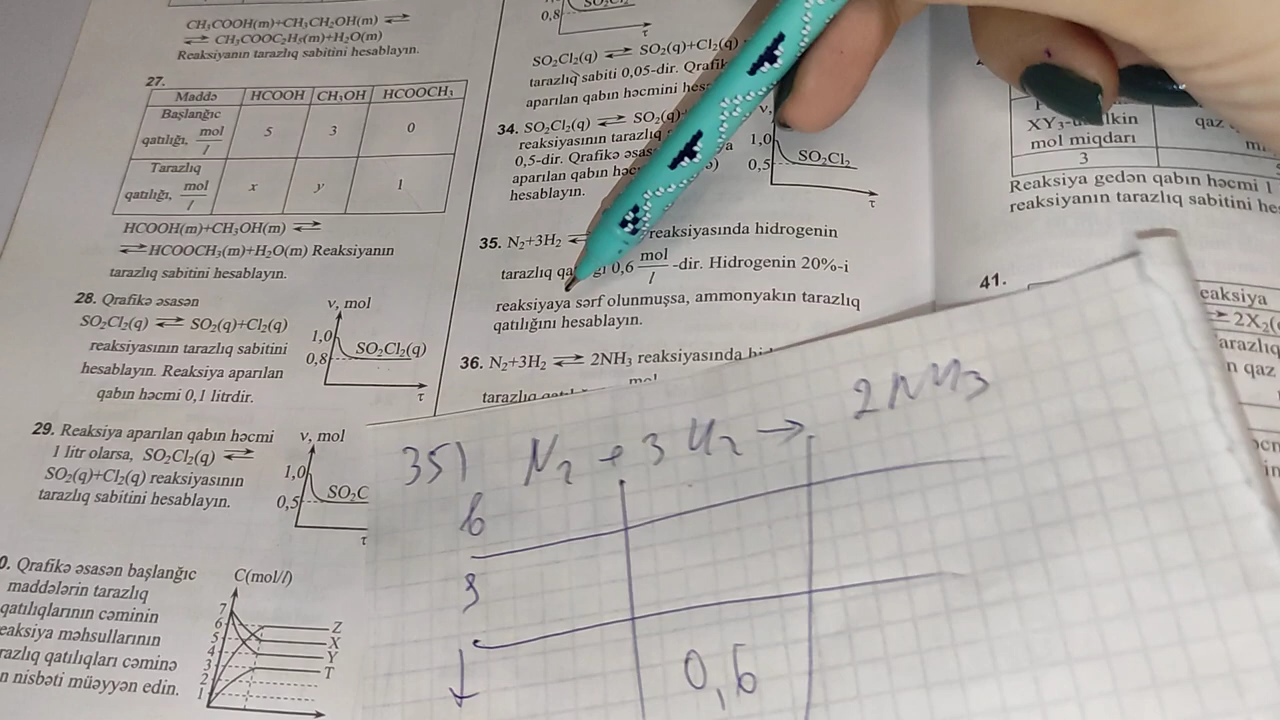 CH₃COOH(m)+CH₃CH₂OH(m) ⇌
⇌ CH₃COOC₂H₅(m)+H₂O(m)
Reaksiyanın tarazlıq sabitini hesablayın.
27.
Maddə HCOOH CH₃OH HCOOCH₃
Başlanğıc
qatılığı, mol/l 5 3 0
Tarazlıq
qatılığı, mol/l x y 1
HCOOH(m)+CH₃OH(m) ⇌
⇌HCOOCH₃(m)+H₂O(m) Reaksiyanın
tarazlıq sabitini hesablayın.
28. Qrafikə əsasən
SO₂Cl₂(q) ⇌ SO₂(q)+Cl₂(q)
reaksiyasının tarazlıq sabitini
hesablayın. Reaksiya aparılan
qabın həcmi 0,1 litrdir.
ν, mol
1,0
0,8
SO₂Cl₂(q)
τ
29. Reaksiya aparılan qabın həcmi
1 litr olarsa, SO₂Cl₂(q) ⇌
SO₂(q)+Cl₂(q) reaksiyasının
tarazlıq sabitini hesablayın.
ν, mol
1,0
0,5
τ
0. Qrafikə əsasən başlanğıc
maddələrin tarazlıq
qatılıqlarının cəminin
məhsullarının
tarazlıq qatılıqları cəminə
nisbəti müəyyən edin.
C(mol/l)
7
6
5
4
3
2
1
Z
X
Y
T
0,8
SO₂Cl₂
τ
SO₂Cl₂(q) ⇌ SO₂(q)+Cl₂(q)
tarazlıq sabiti 0,05-dir.
aparılan qabın həcmini
34. SO₂Cl₂(q) ⇌ SO₂(q)
reaksiyasının tarazlıq
0,5-dir. Qrafikə
aparılan qabın
hesablayın.
ν,
1,0
0,5
SO₂Cl₂
τ
35. N₂+3H₂ reaksiyasında hidrogenin
tarazlıq 0,6 mol/l -dir. Hidrogenin 20%-i
reaksiyaya sərf olunmuşsa, ammonyakın tarazlıq
qatılığını hesablayın.
36. N₂+3H₂ ⇌ 2NH₃ reaksiyasında
tarazlıq
XY₃
mol miqdarı
qaz
3
Reaksiya gedən qabın həcmi 1
reaksiyanın tarazlıq sabitini
41.
2X₂
qaz
35) N₂ + 3H₂ → 2NH₃
b
s
↓ 0,6